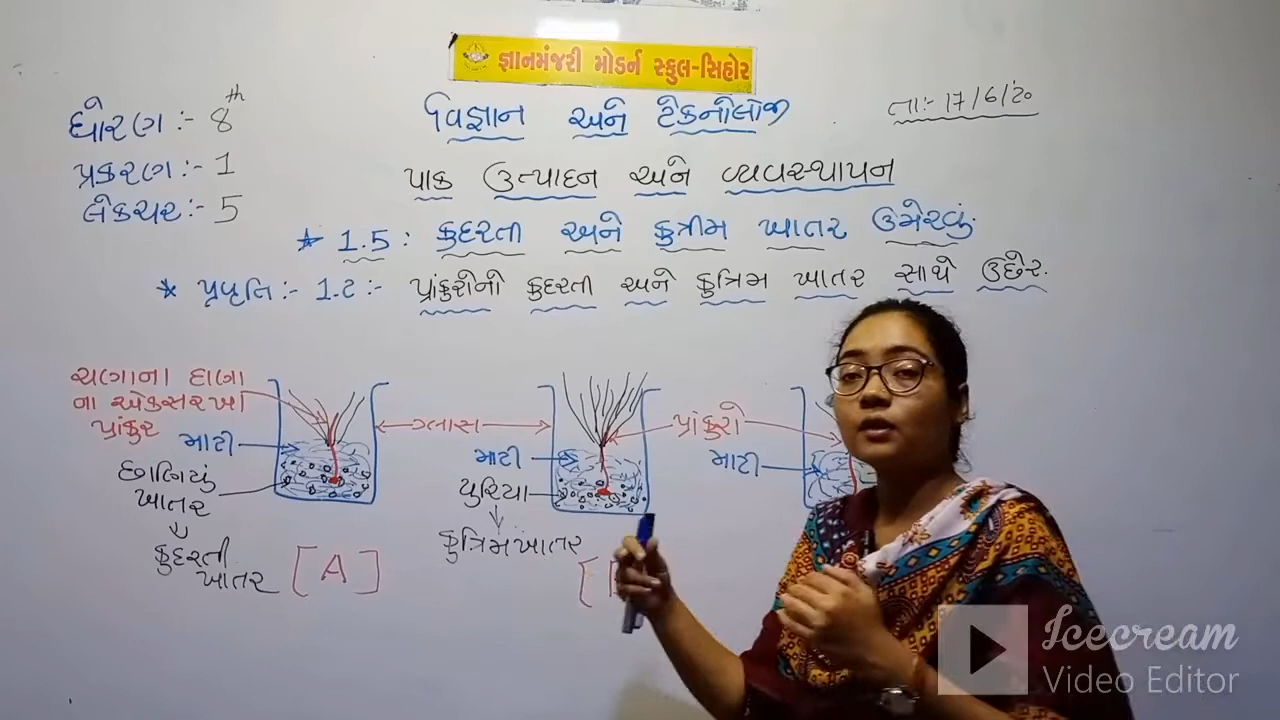 જ્ઞાનમંજરી મોડર્ન સ્કુલ-સિહોર
ધોરણ :- 8th
વિજ્ઞાન અને ટેકનોલોજી
તા:- 17/6/20
પ્રકરણ :- 1
પાક ઉત્પાદન અને વ્યવસ્થાપન
લેકચર :- 5
* 1.5 : કુદરતી અને કુત્રીમ ખાતર ઉમેરવું.
* પ્રવૃતિ :- 1.2 :- પ્રાંકુરોનો કુદરતી અને કુત્રિમ ખાતર સાથે ઉછેર.
ચણાના દાણા
ના એકસરખા
પ્રાંકુર
માટી
છાણિયું
ખાતર
કુદરતી
ખાતર
[A]
ગ્લાસ
માટી
યુરિયા
કુત્રિમ ખાતર
પ્રાંકુરો
માટી
Icecream
Video Editor